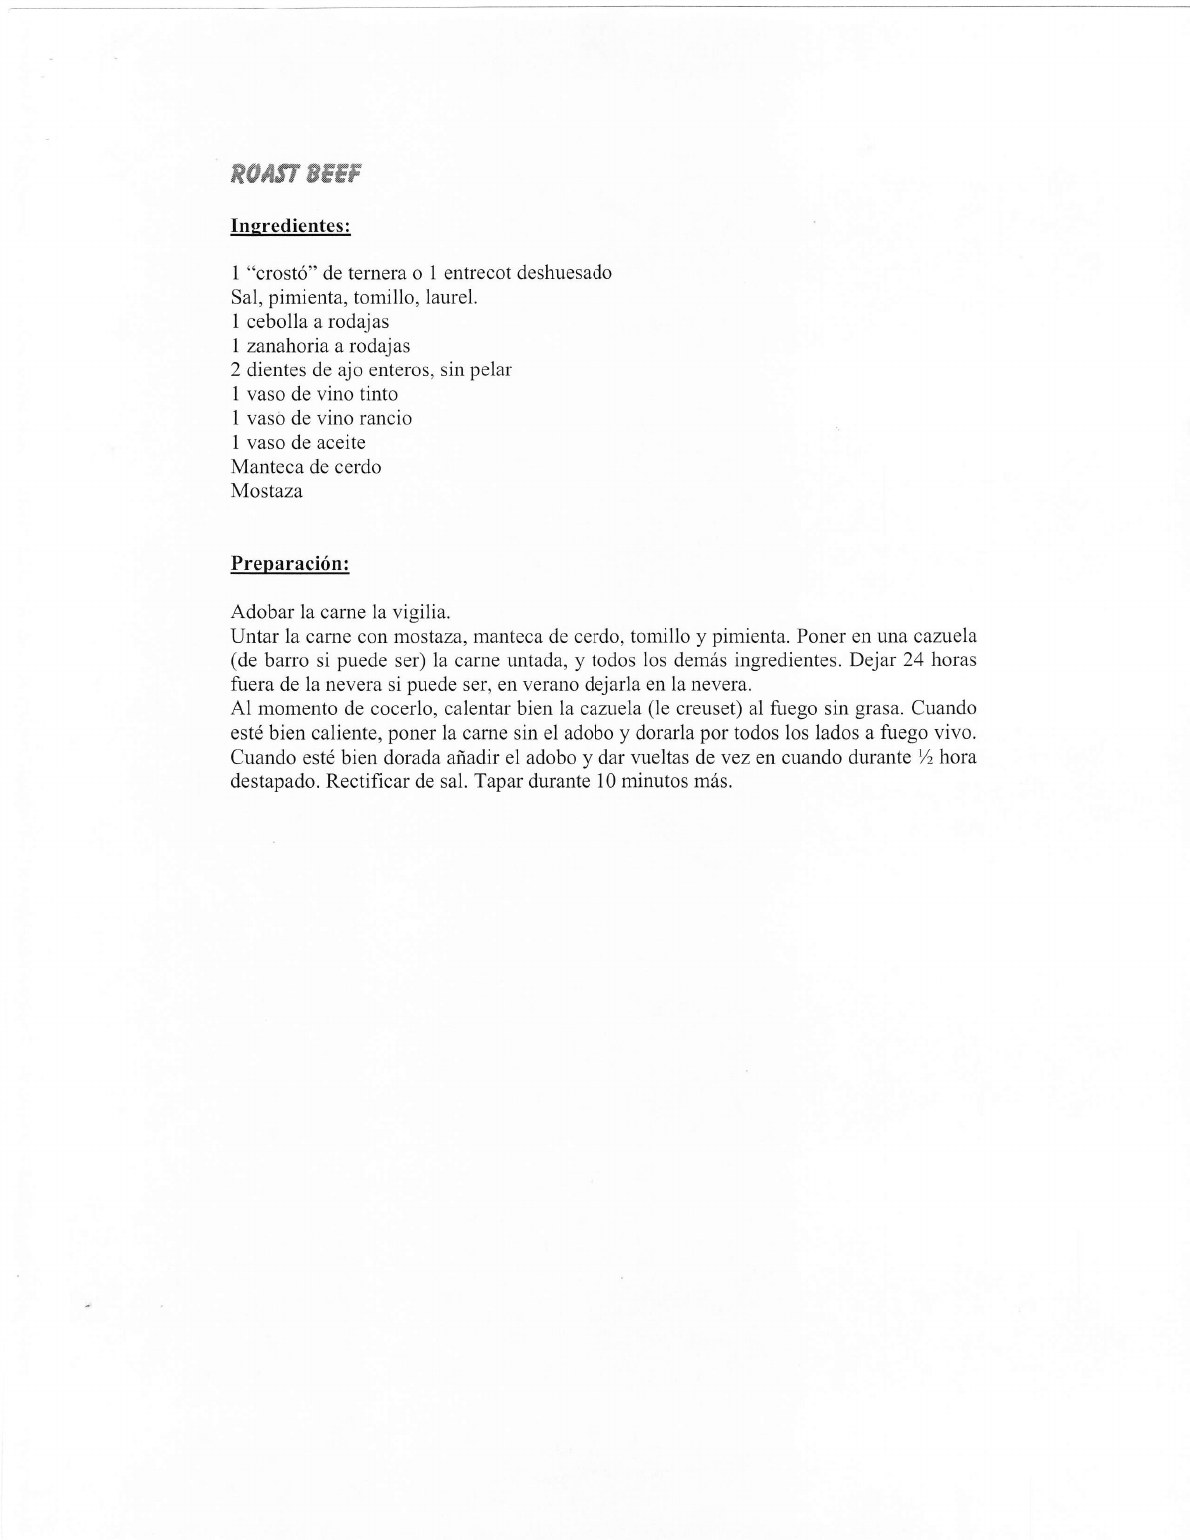 ROAST BEEF
Ingredientes:
1 “crostó” de ternera o 1 entrecot deshuesado
Sal, pimienta, tomillo, laurel.
1 cebolla a rodajas
1 zanahoria a rodajas
2 dientes de ajo enteros, sin pelar
1 vaso de vino tinto
1 vaso de vino rancio
1 vaso de aceite
Manteca de cerdo
Mostaza
Preparación:
Adobar la carne la vigilia.
Untar la carne con mostaza, manteca de cerdo, tomillo y pimienta. Poner en una cazuela
(de barro si puede ser) la carne untada, y todos los demás ingredientes. Dejar 24 horas
fuera de la nevera si puede ser, en verano dejarla en la nevera.
Al momento de cocerlo, calentar bien la cazuela (le creuset) al fuego sin grasa. Cuando
esté bien caliente, poner la carne sin el adobo y dorarla por todos los lados a fuego vivo.
Cuando esté bien dorada añadir el adobo y dar vueltas de vez en cuando durante ½ hora
destapado. Rectificar de sal. Tapar durante 10 minutos más.